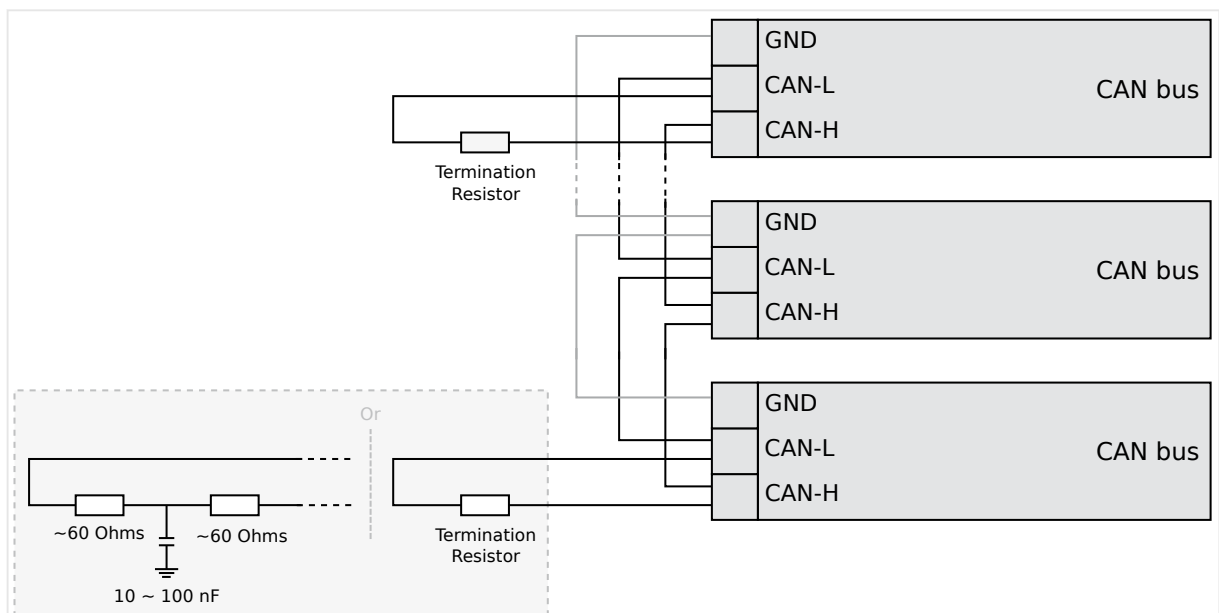 GND
CAN-L
CAN-H
CAN bus
Termination
Resistor
GND
CAN-L
CAN-H
CAN bus
GND
CAN-L
CAN-H
CAN bus
Or
~60 Ohms
~60 Ohms
10 ~ 100 nF
Termination
Resistor